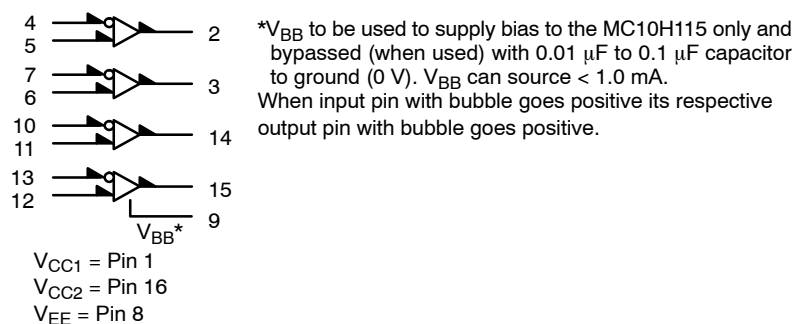 4
5
2
7
6
3
10
11
14
13
12
15
9
VBB*
VCC1 = Pin 1
VCC2 = Pin 16
VEE = Pin 8
*VBB to be used to supply bias to the MC10H115 only and
bypassed (when used) with 0.01 μF to 0.1 μF capacitor
to ground (0 V). VBB can source < 1.0 mA.
When input pin with bubble goes positive its respective
output pin with bubble goes positive.